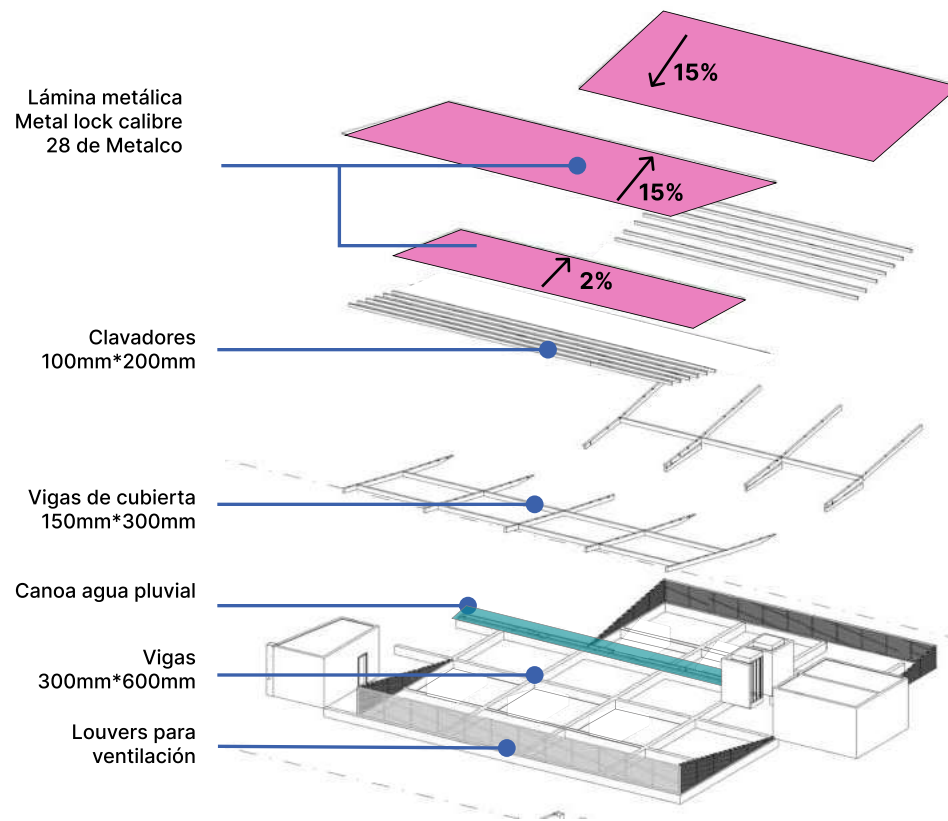 15%
Lámina metálica
Metal lock calibre
28 de Metalco
15%
2%
Clavadores
100mm*200mm
Vigas de cubierta
150mm*300mm
Canoa agua pluvial
Vigas
300mm*600mm
Louvers para
ventilación